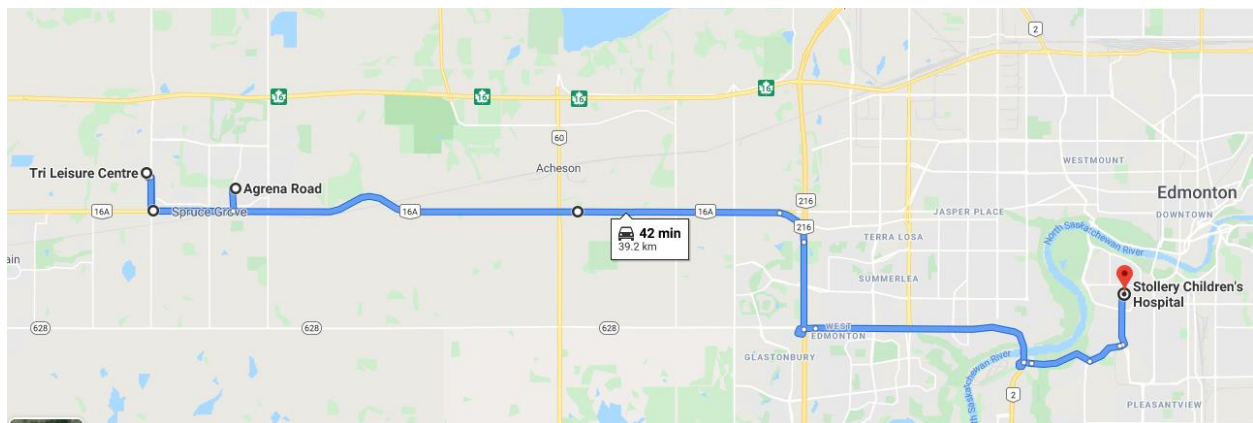 2
16
16
16
16
60
Acheson
WESTMOUNT
Tri Leisure Centre
Agrena Road
Edmonton
DOWNTOWN
16A
Spruce Grove
16A
16A
216
216
JASPER PLACE
TERRA LOSA
North Saskatchewan River
42 min
39.2 km
SUMMERLEA
Stollery Children's
Hospital
ain
628
628
628
WEST
EDMONTON
GLASTONBURY
North Saskatchewan River
2
PLEASANTVIEW